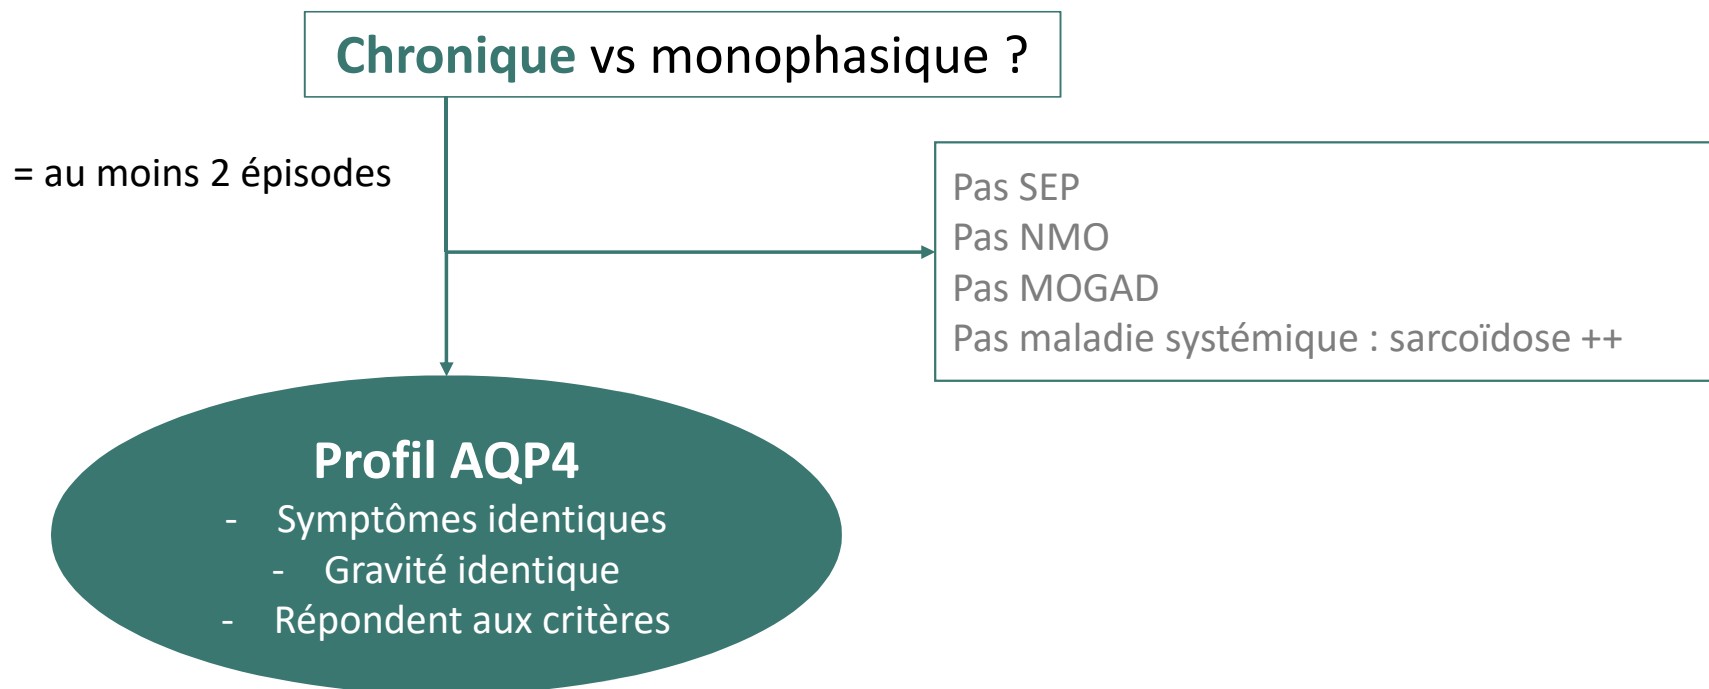 Chronique vs monophasique ?
= au moins 2 épisodes
Pas SEP
Pas NMO
Pas MOGAD
Pas maladie systémique : sarcoïdose ++
Profil AQP4
- Symptômes identiques
- Gravité identique
- Répondent aux critères